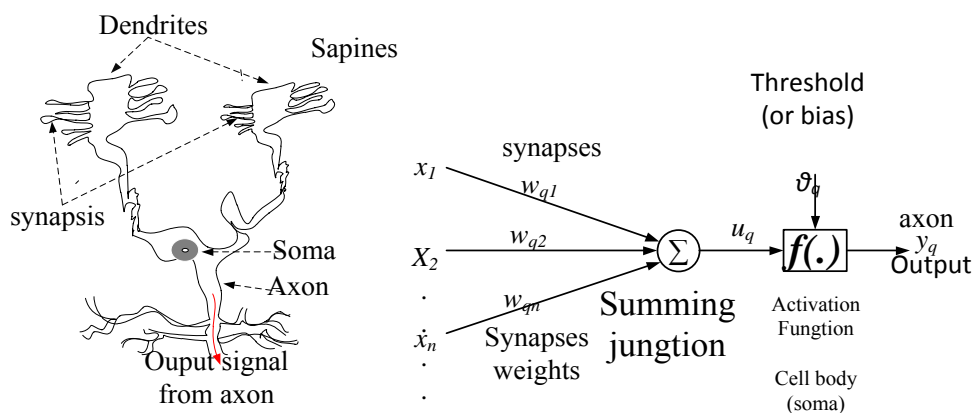 Dendrites
Sapines
synapsis
Soma
Axon
Ouput signal
from axon
synapses
x1
wq1
X2
wq2
.
.
ẋn
wqn
Synapses
weights
.
.
Σ
Summing
jungtion
uq
Threshold
(or bias)
ϑq
f(.)
Activation
Fungtion
Cell body
(soma)
axon
yq
Output